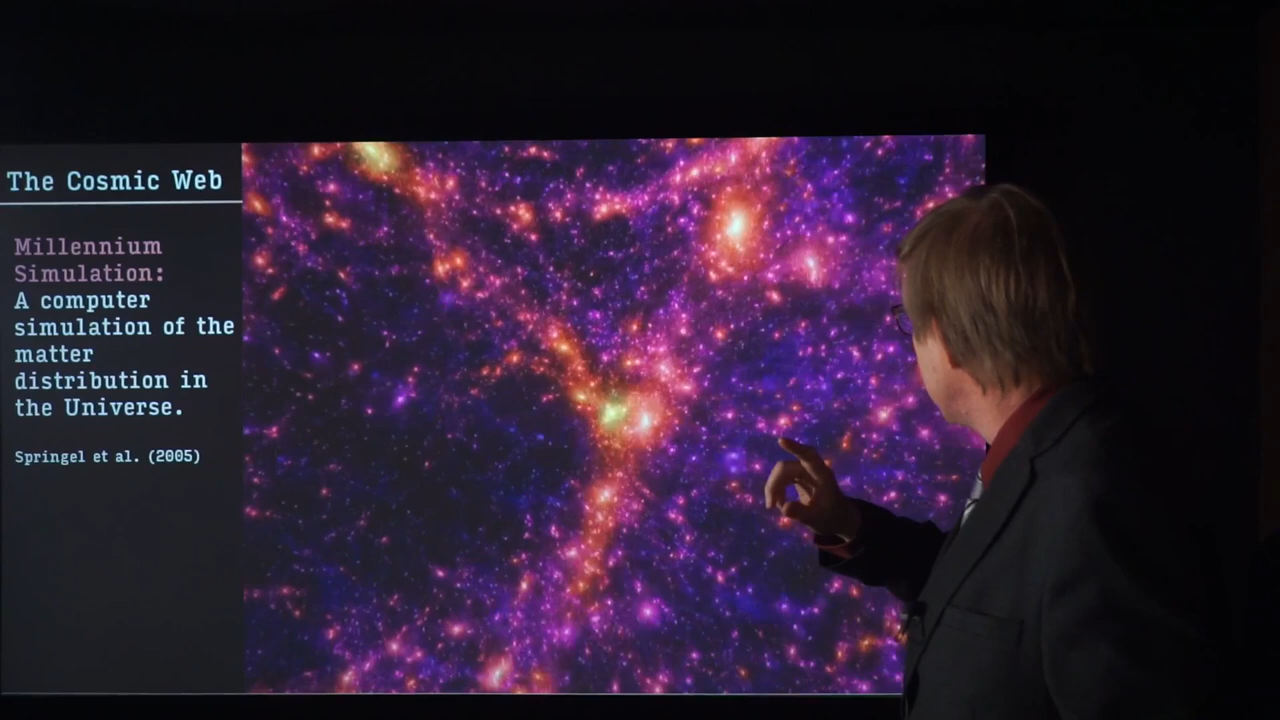 The Cosmic Web
Millennium
Simulation:
A computer
simulation of the
matter
distribution in
the Universe.
Springel et al. (2005)